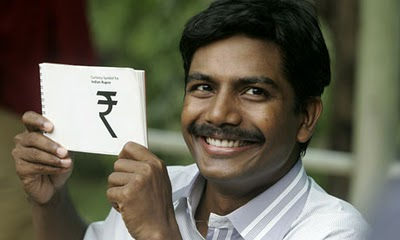 Currency Symbol for
Indian Rupee
₹